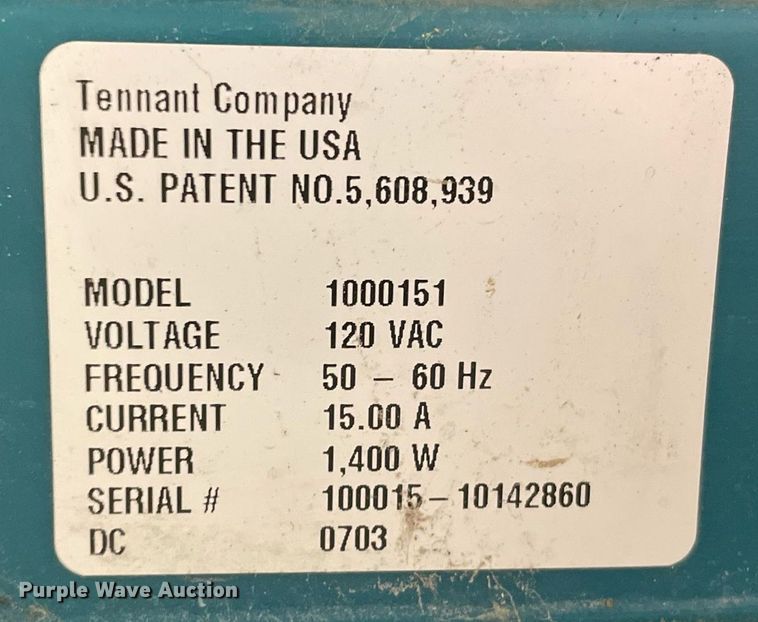 Tennant Company
MADE IN THE USA
U.S. PATENT NO.5,608,939
MODEL 1000151
VOLTAGE 120 VAC
FREQUENCY 50 – 60 Hz
CURRENT 15.00 A
POWER 1,400 W
SERIAL # 100015–10142860
DC 0703
Purple Wave Auction